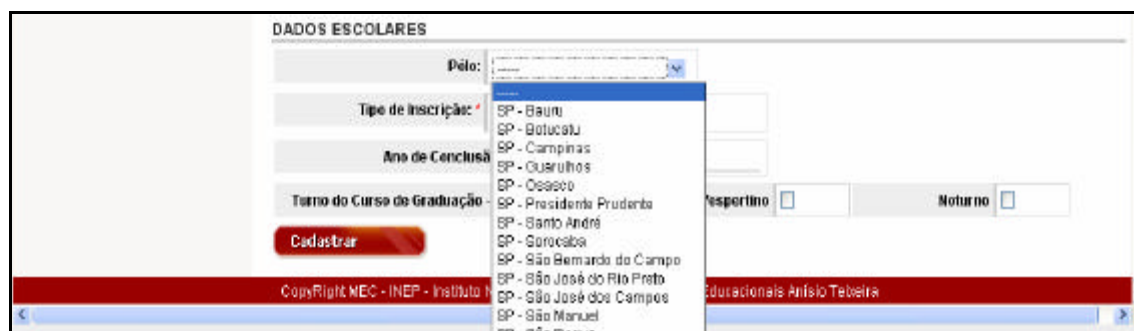 DADOS ESCOLARES
Pólo: -----
-----
Tipo de Inscrição: *
SP - Bauru
SP - Botucatu
Ano de Conclusã
SP - Campinas
SP - Guarulhos
SP - Osasco
Turno do Curso de Graduação -
SP - Presidente Prudente
espertino
Noturno
SP - Santo André
SP - Sorocaba
Cadastrar
SP - São Bernardo do Campo
SP - São José do Rio Preto
CopyRight MEC - INEP - Instituto N
Educacionais Anísio Teixeira
SP - São José dos Campos
SP - São Manuel